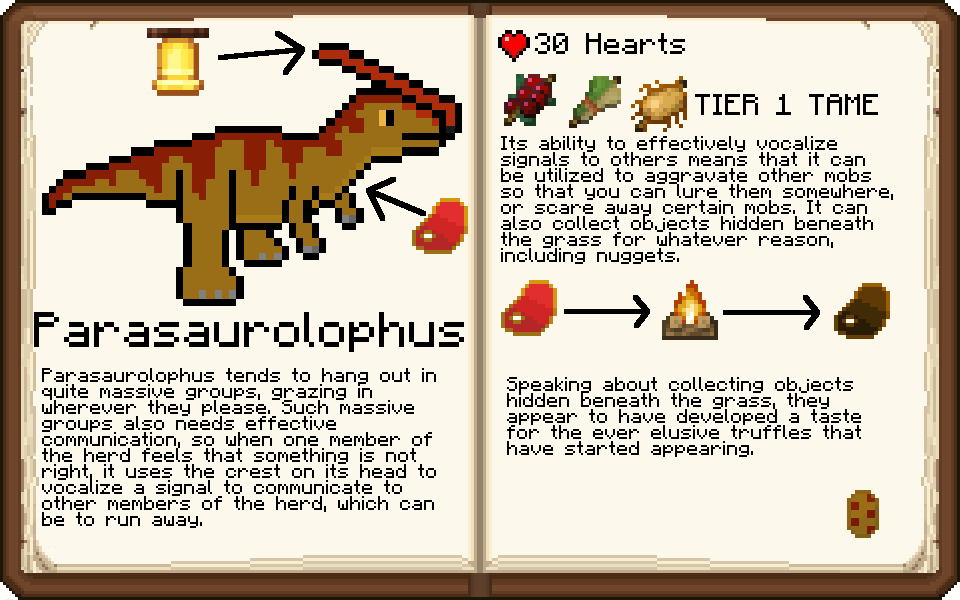 Parasaurolophus
Parasaurolophus tends to hang out in
quite massive groups, grazing in
wherever they please. Such massive
groups also needs effective
communication, so when one member of
the herd feels that something is not
right, it uses the crest on its head to
vocalize a signal to communicate to
other members of the herd, which can
be to run away.
30 Hearts
TIER 1 TAME
Its ability to effectively vocalize
signals to others means that it can
be utilized to aggravate other mobs
so that you can lure them somewhere,
or scare away certain mobs. It can
also collect objects hidden beneath
the grass for whatever reason,
including nuggets.
Speaking about collecting objects
hidden beneath the grass, they
appear to have developed a taste
for the ever elusive truffles that
have started appearing.